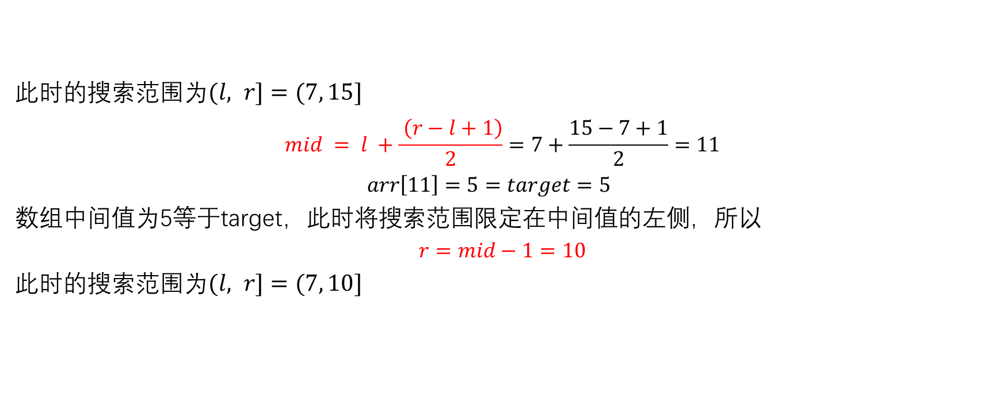 此时的搜索范围为(l, r] = (7, 15]
mid = l + (r − l + 1)/2 = 7 + (15 − 7 + 1)/2 = 11
arr[11] = 5 = target = 5
数组中间值为5等于target，此时将搜索范围限定在中间值的左侧，所以
r = mid − 1 = 10
此时的搜索范围为(l, r] = (7, 10]